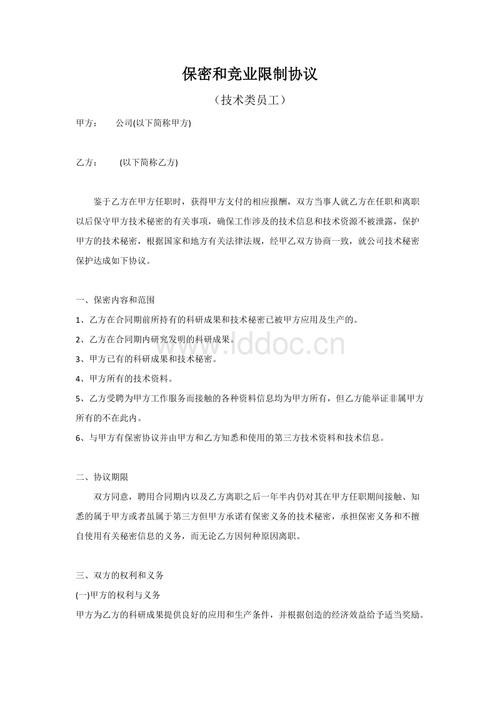 保密和竞业限制协议
（技术类员工）
甲方：　　公司(以下简称甲方)
乙方：　　(以下简称乙方)
鉴于乙方在甲方任职时，获得甲方支付的相应报酬，双方当事人就乙方在任职和离职
以后保守甲方技术秘密的有关事项，确保工作涉及的技术信息和技术资源不被泄露，保护
甲方的技术秘密，根据国家和地方有关法律法规，经甲乙双方协商一致，就公司技术秘密
保护达成如下协议。
一、保密内容和范围
1、乙方在合同期前所持有的科研成果和技术秘密已被甲方应用及生产的。
2、乙方在合同期内研究发明的科研成果。
www.lddoc.cn
3、甲方已有的科研成果和技术秘密。
4、甲方所有的技术资料。
5、乙方受聘为甲方工作服务而接触的各种资料信息均为甲方所有，但乙方能举证非属甲方
所有的不在此内。
6、与甲方有保密协议并由甲方和乙方知悉和使用的第三方技术资料和技术信息。
二、协议期限
双方同意，聘用合同期内以及乙方离职之后一年半内仍对其在甲方任职期间接触、知
悉的属于甲方或者虽属于第三方但甲方承诺有保密义务的技术秘密，承担保密义务和不擅
自使用有关秘密信息的义务，而无论乙方因何种原因离职。
三、双方的权利和义务
(一)甲方的权利与义务
甲方为乙方的科研成果提供良好的应用和生产条件，并根据创造的经济效益给予适当奖励。